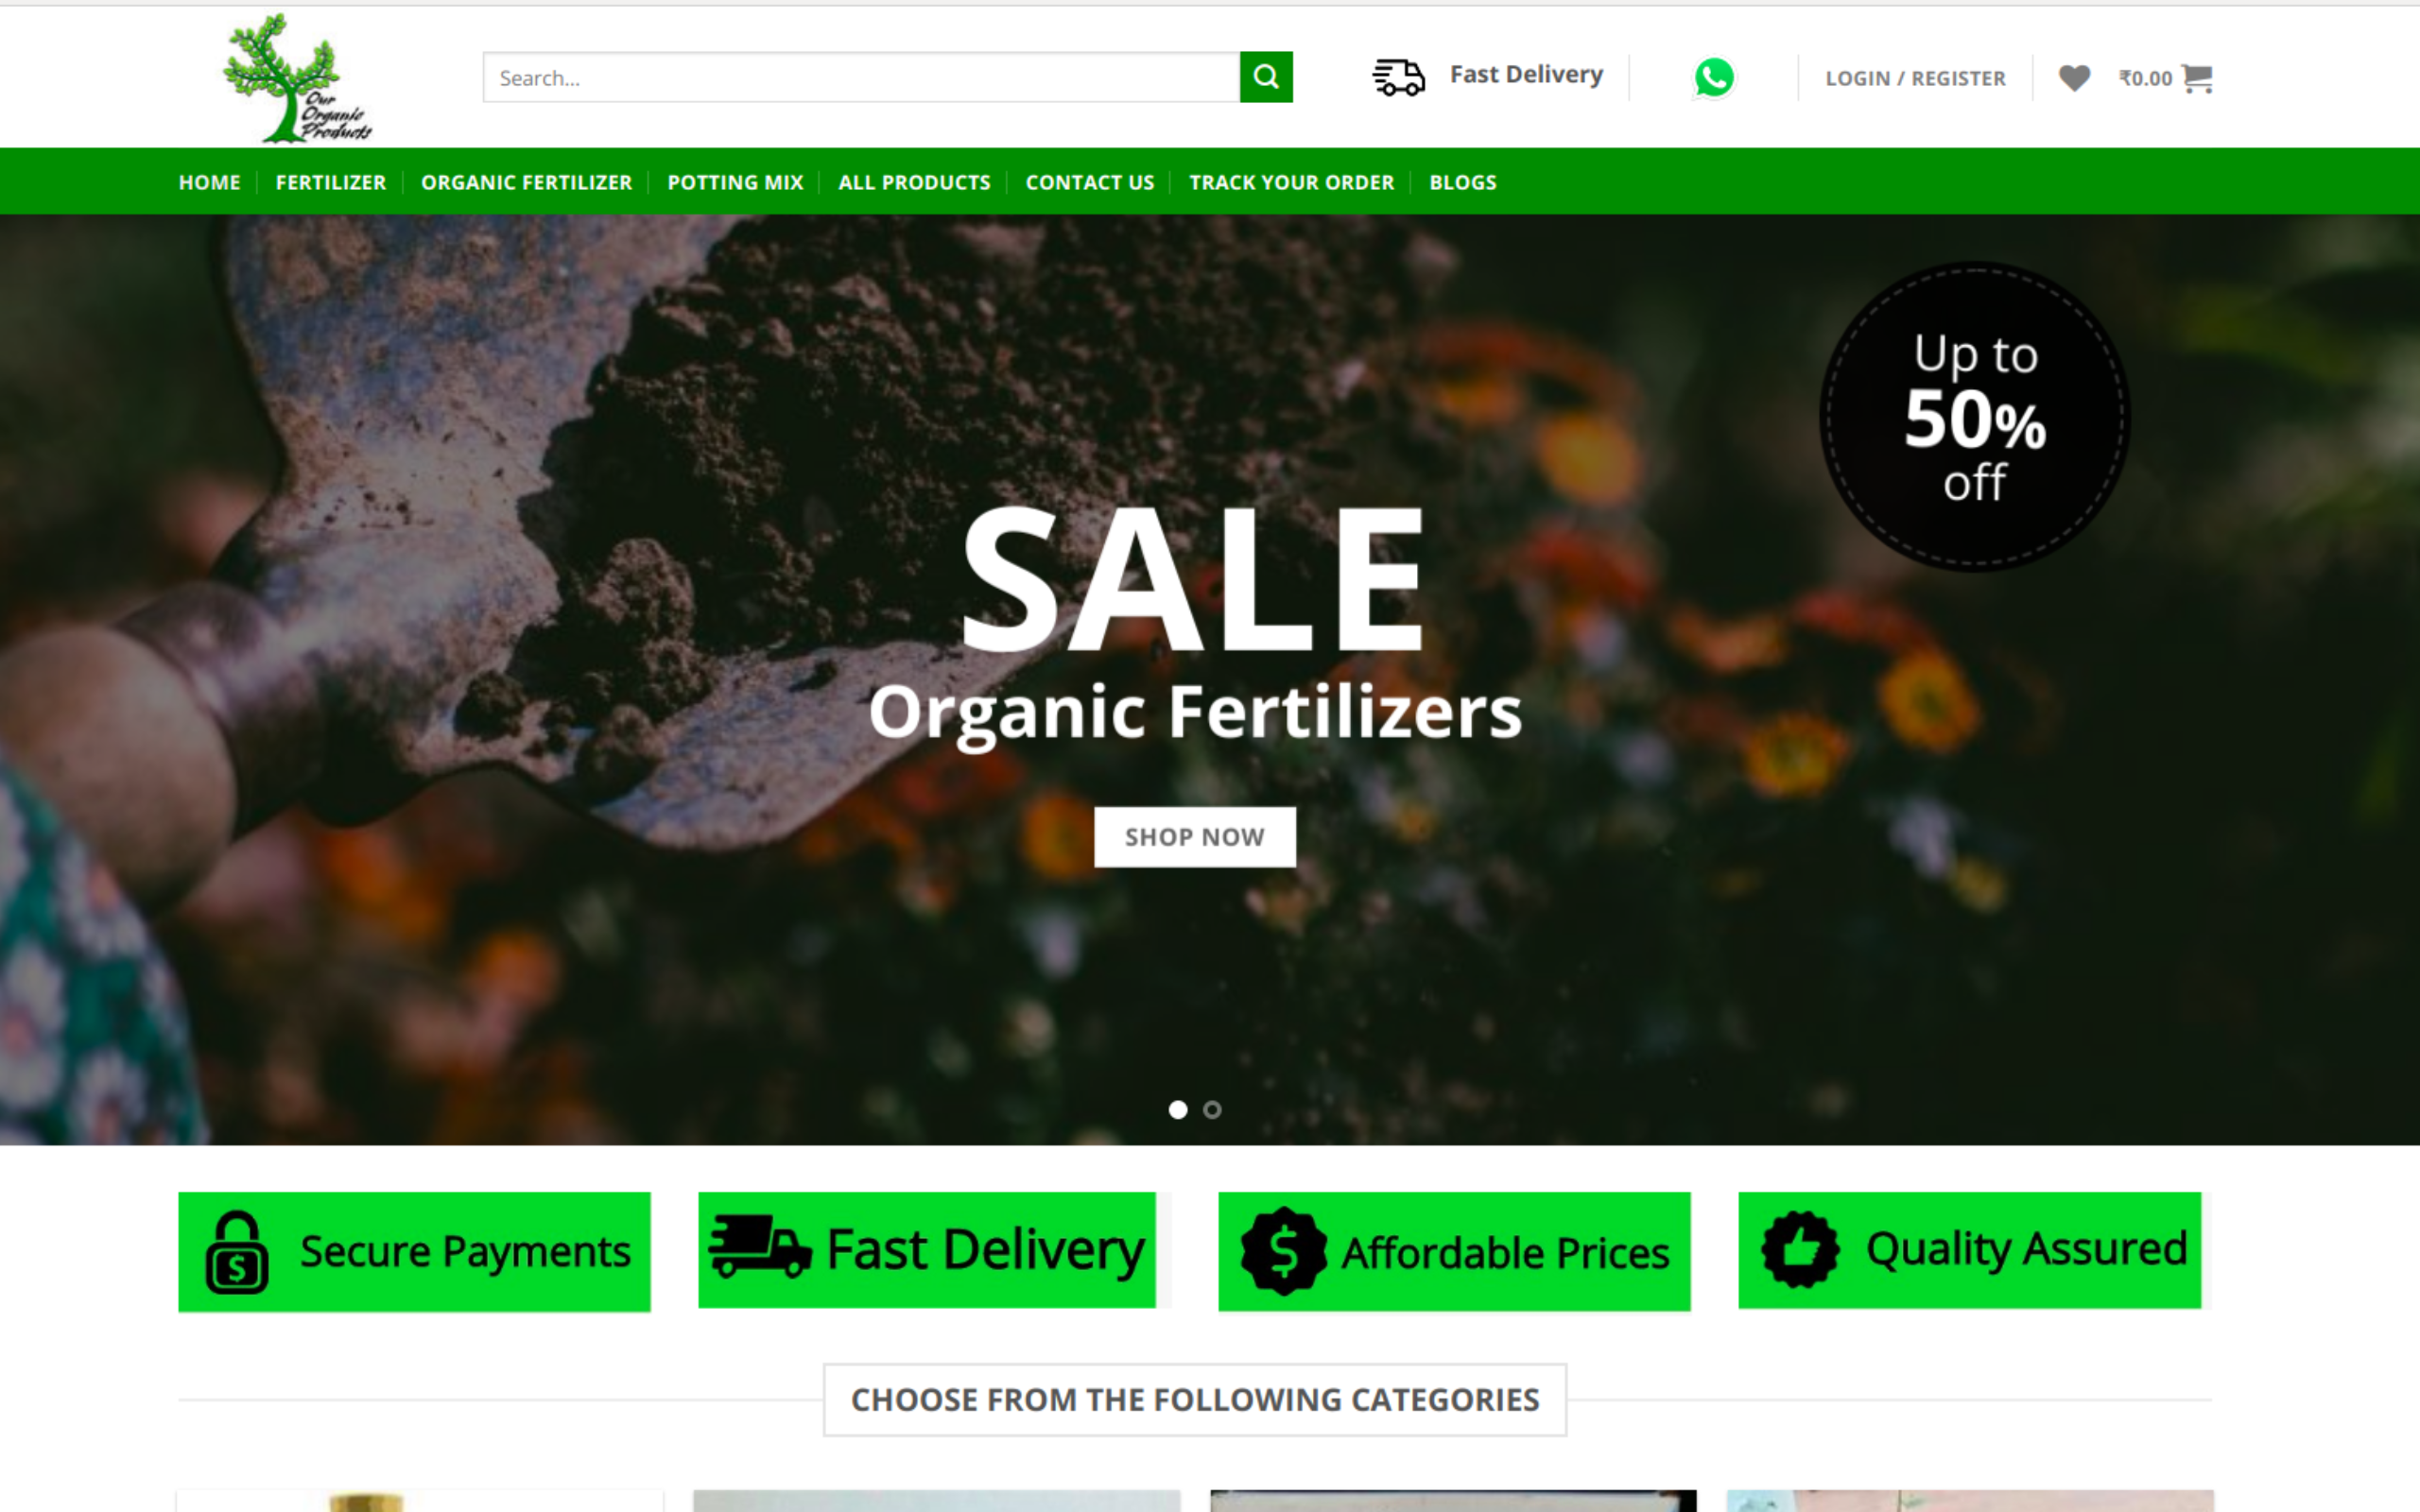 Our
Organic
Products
Search...
Fast Delivery
LOGIN / REGISTER
₹0.00
HOME
FERTILIZER
ORGANIC FERTILIZER
POTTING MIX
ALL PRODUCTS
CONTACT US
TRACK YOUR ORDER
BLOGS
Up to
50%
off
SALE
Organic Fertilizers
SHOP NOW
$ Secure Payments
Fast Delivery
$ Affordable Prices
Quality Assured
CHOOSE FROM THE FOLLOWING CATEGORIES